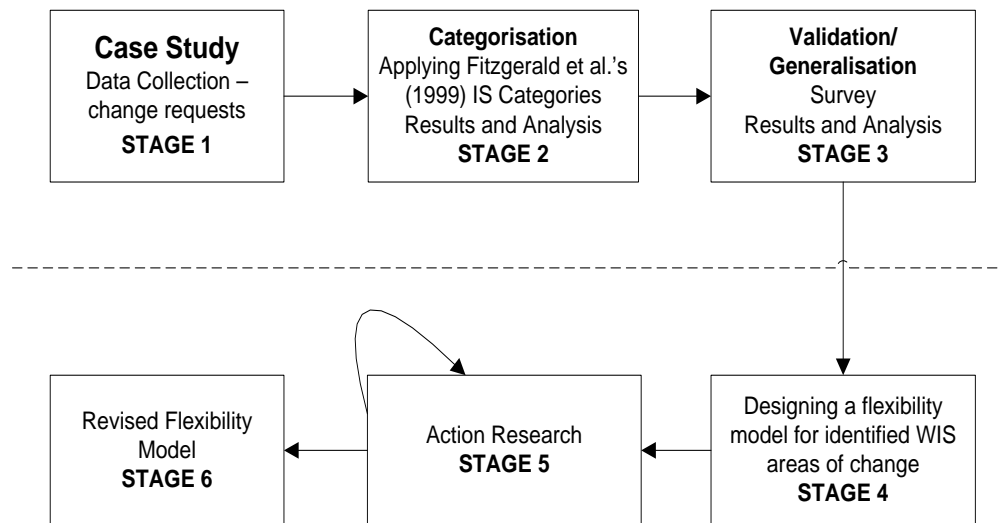 Case Study
Data Collection –
change requests
STAGE 1
Categorisation
Applying Fitzgerald et al.'s
(1999) IS Categories
Results and Analysis
STAGE 2
Validation/
Generalisation
Survey
Results and Analysis
STAGE 3
Designing a flexibility
model for identified WIS
areas of change
STAGE 4
Action Research
STAGE 5
Revised Flexibility
Model
STAGE 6